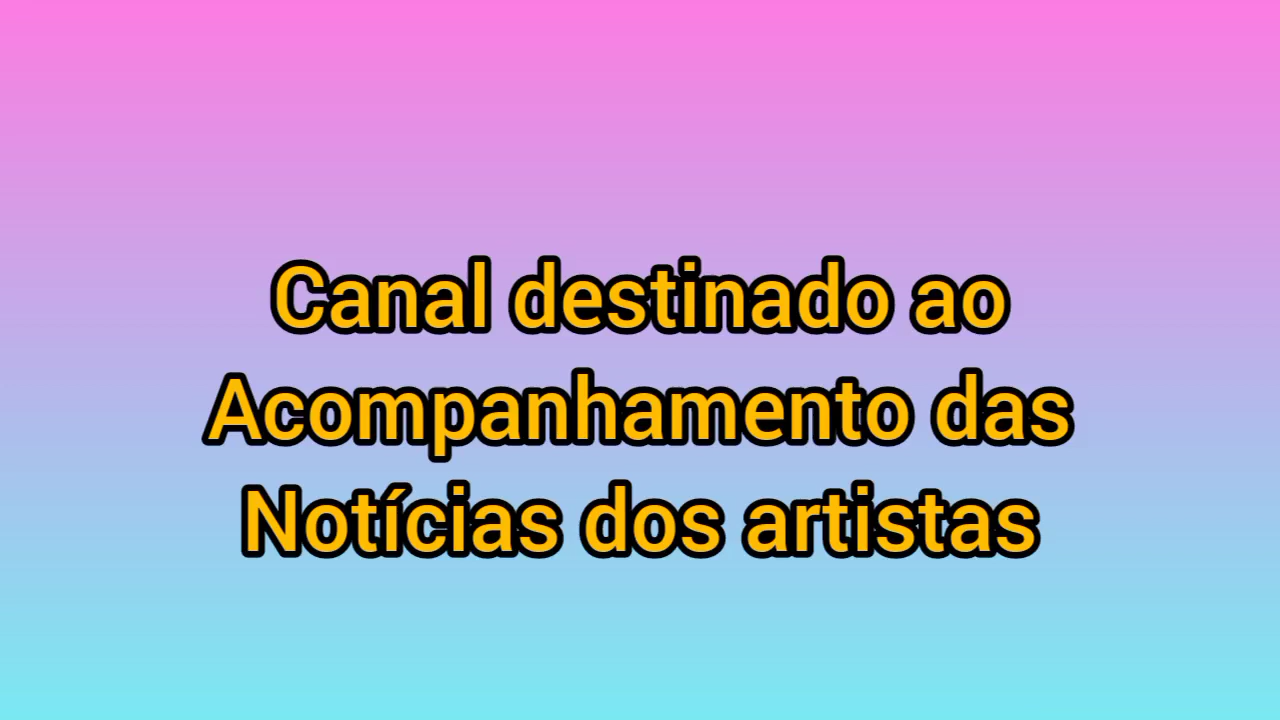 Canal destinado ao
Acompanhamento das
Notícias dos artistas